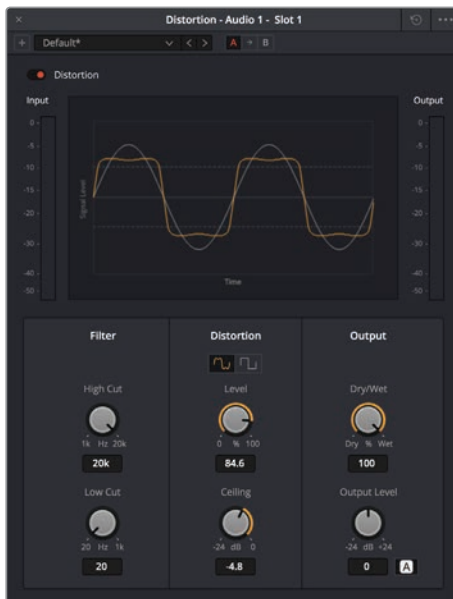 × Distortion - Audio 1 - Slot 1 •••
+ Default* < > A → B
Distortion
Input Output
0 - 0 -
-5 - -5 -
-10 - -10 -
-15 - -15 -
-20 - -20 -
-30 - -30 -
-40 - -40 -
-50 - -50 -
Signal Level
Time
Filter Distortion Output
High Cut Level Dry/Wet
1k Hz 20k 0 % 100 Dry % Wet
20k 84.6 100
Low Cut Ceiling Output Level
20 Hz 1k -24 dB 0 -24 dB +24
20 -4.8 0 A